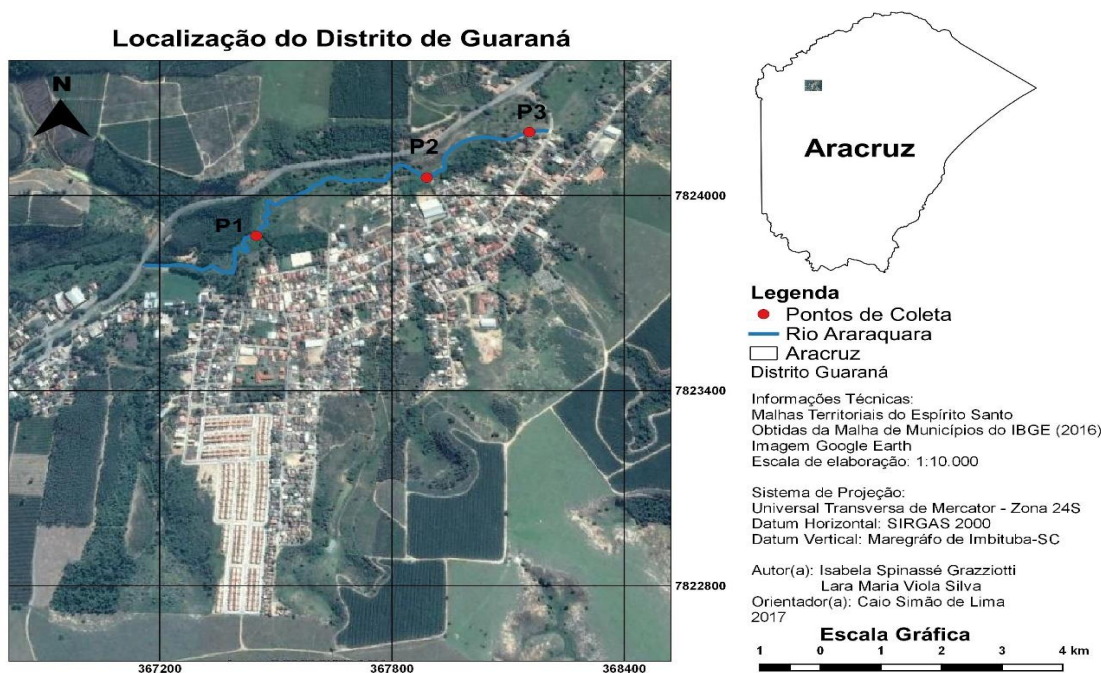 Localização do Distrito de Guaraná
N
P3
P2
P1
7824000
7823400
7822800
367200
367800
368400
Aracruz
Legenda
Pontos de Coleta
Rio Araraquara
Aracruz
Distrito Guaraná
Informações Técnicas:
Malhas Territoriais do Espírito Santo
Obtidas da Malha de Municípios do IBGE (2016)
Imagem Google Earth
Escala de elaboração: 1:10.000
Sistema de Projeção:
Universal Transversa de Mercator - Zona 24S
Datum Horizontal: SIRGAS 2000
Datum Vertical: Maregráfo de Imbituba-SC
Autor(a): Isabela Spinassé Grazziotti
Lara Maria Viola Silva
Orientador(a): Caio Simão de Lima
2017
Escala Gráfica
1 0 1 2 3 4 km